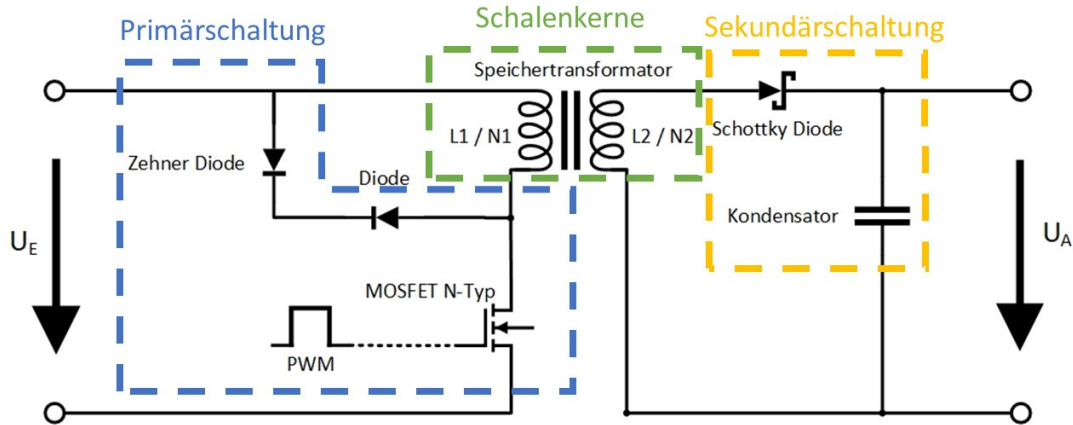 Primärschaltung
Schalenkerne
Sekundärschaltung
Speichertransformator
L1 / N1
L2 / N2
Schottky Diode
Zehner Diode
Diode
Kondensator
UE
UA
MOSFET N-Typ
PWM